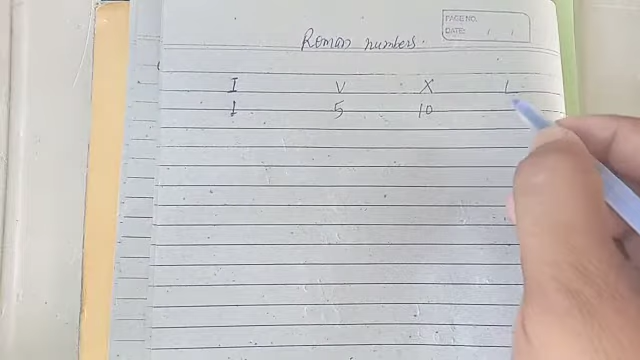 PAGE NO.
DATE: / /
Roman numbers.
I V X L
1 5 10